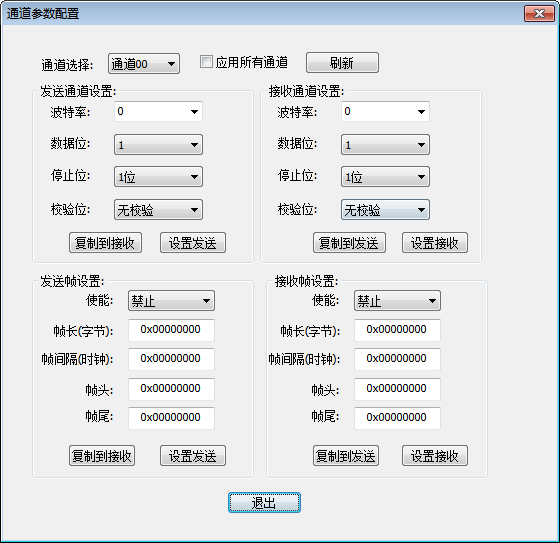 通道参数配置
通道选择: 通道00 应用所有通道 刷新
发送通道设置: 接收通道设置:
波特率: 0 波特率: 0
数据位: 1 数据位: 1
停止位: 1位 停止位: 1位
校验位: 无校验 校验位: 无校验
复制到接收 设置发送 复制到发送 设置接收
发送帧设置: 接收帧设置:
使能: 禁止 使能: 禁止
帧长(字节): 0x00000000 帧长(字节): 0x00000000
帧间隔(时钟): 0x00000000 帧间隔(时钟): 0x00000000
帧头: 0x00000000 帧头: 0x00000000
帧尾: 0x00000000 帧尾: 0x00000000
复制到接收 设置发送 复制到发送 设置接收
退出